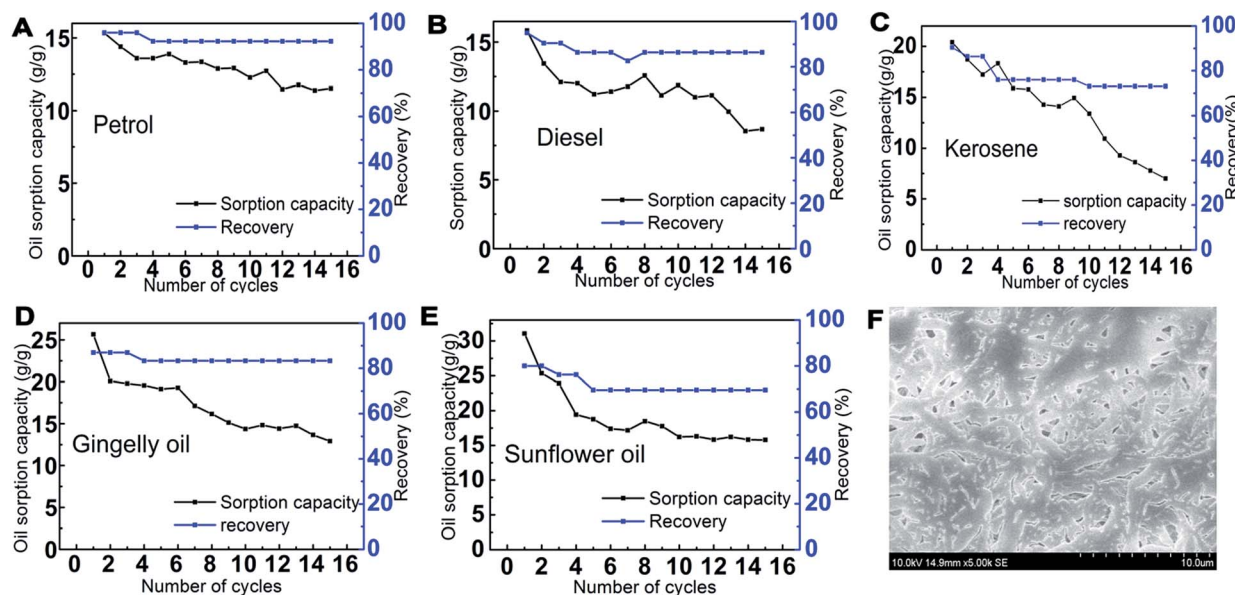 A
Oil sorption capacity (g/g)
15
10
5
0
Petrol
Sorption capacity
Recovery
100
80
60
40
20
0
Recovery (%)
0 2 4 6 8 10 12 14 16
Number of cycles
B
Sorption capacity (g/g)
15
10
5
0
Diesel
Sorption capacity
Recovery
100
80
60
40
20
0
Recovery(%)
0 2 4 6 8 10 12 14 16
Number of cycles
C
Oil sorption capacity (g/g)
20
15
10
5
0
Kerosene
sorption capacity
recovery
100
90
80
70
60
50
40
30
20
10
0
Recovery (%)
0 2 4 6 8 10 12 14 16
Number of cycles
D
Oil sorption capacity (g/g)
25
20
15
10
5
0
Gingelly oil
Sorption capacity
recovery
100
80
60
40
20
0
Recovery (%)
0 2 4 6 8 10 12 14 16
Number of cycles
E
Oil sorption capacity(g/g)
30
25
20
15
10
5
0
Sunflower oil
Sorption capacity
Recovery
100
80
60
40
20
0
Recovery (%)
0 2 4 6 8 10 12 14 16
Number of cycles
F
10.0kV 14.9mm x5.00k SE 10.0um